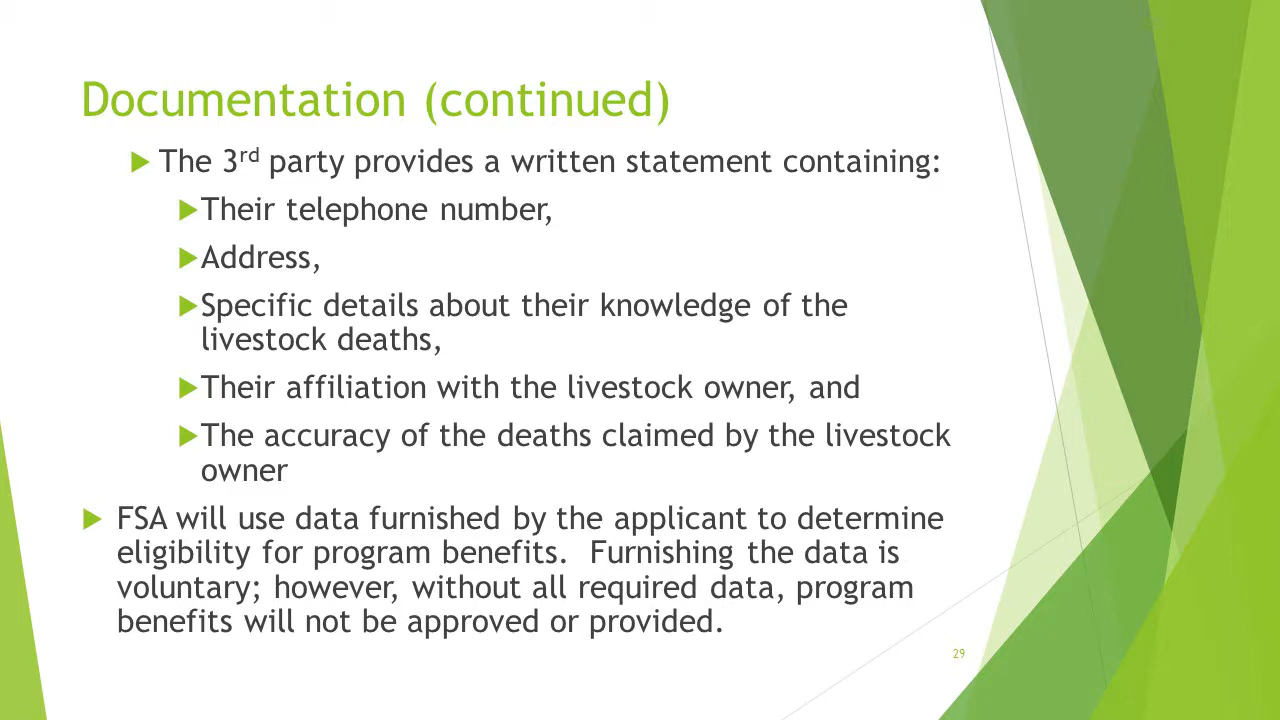 Documentation (continued)
The 3rd party provides a written statement containing:
Their telephone number,
Address,
Specific details about their knowledge of the
livestock deaths,
Their affiliation with the livestock owner, and
The accuracy of the deaths claimed by the livestock
owner
FSA will use data furnished by the applicant to determine
eligibility for program benefits.  Furnishing the data is
voluntary; however, without all required data, program
benefits will not be approved or provided.
29